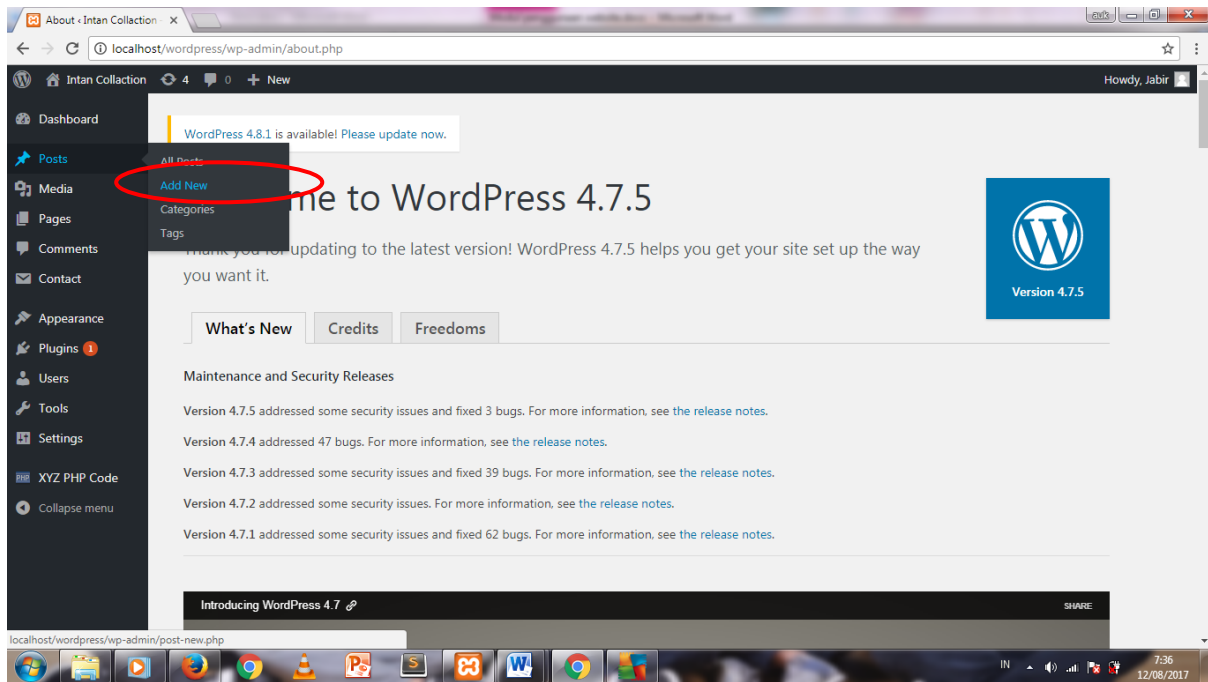 About ‹ Intan Collaction -
localhost/wordpress/wp-admin/about.php
Intan Collaction 4 0 New
Howdy, Jabir
Dashboard
Posts
Media
Pages
Comments
Contact
Appearance
Plugins 1
Users
Tools
Settings
XYZ PHP Code
Collapse menu
All Posts
Add New
Categories
Tags
WordPress 4.8.1 is available! Please update now.
me to WordPress 4.7.5
Thank you for updating to the latest version! WordPress 4.7.5 helps you get your site set up the way
you want it.
Version 4.7.5
What's New
Credits
Freedoms
Maintenance and Security Releases
Version 4.7.5 addressed some security issues and fixed 3 bugs. For more information, see the release notes.
Version 4.7.4 addressed 47 bugs. For more information, see the release notes.
Version 4.7.3 addressed some security issues and fixed 39 bugs. For more information, see the release notes.
Version 4.7.2 addressed some security issues. For more information, see the release notes.
Version 4.7.1 addressed some security issues and fixed 62 bugs. For more information, see the release notes.
Introducing WordPress 4.7
SHARE
localhost/wordpress/wp-admin/post-new.php
IN
7:36
12/08/2017